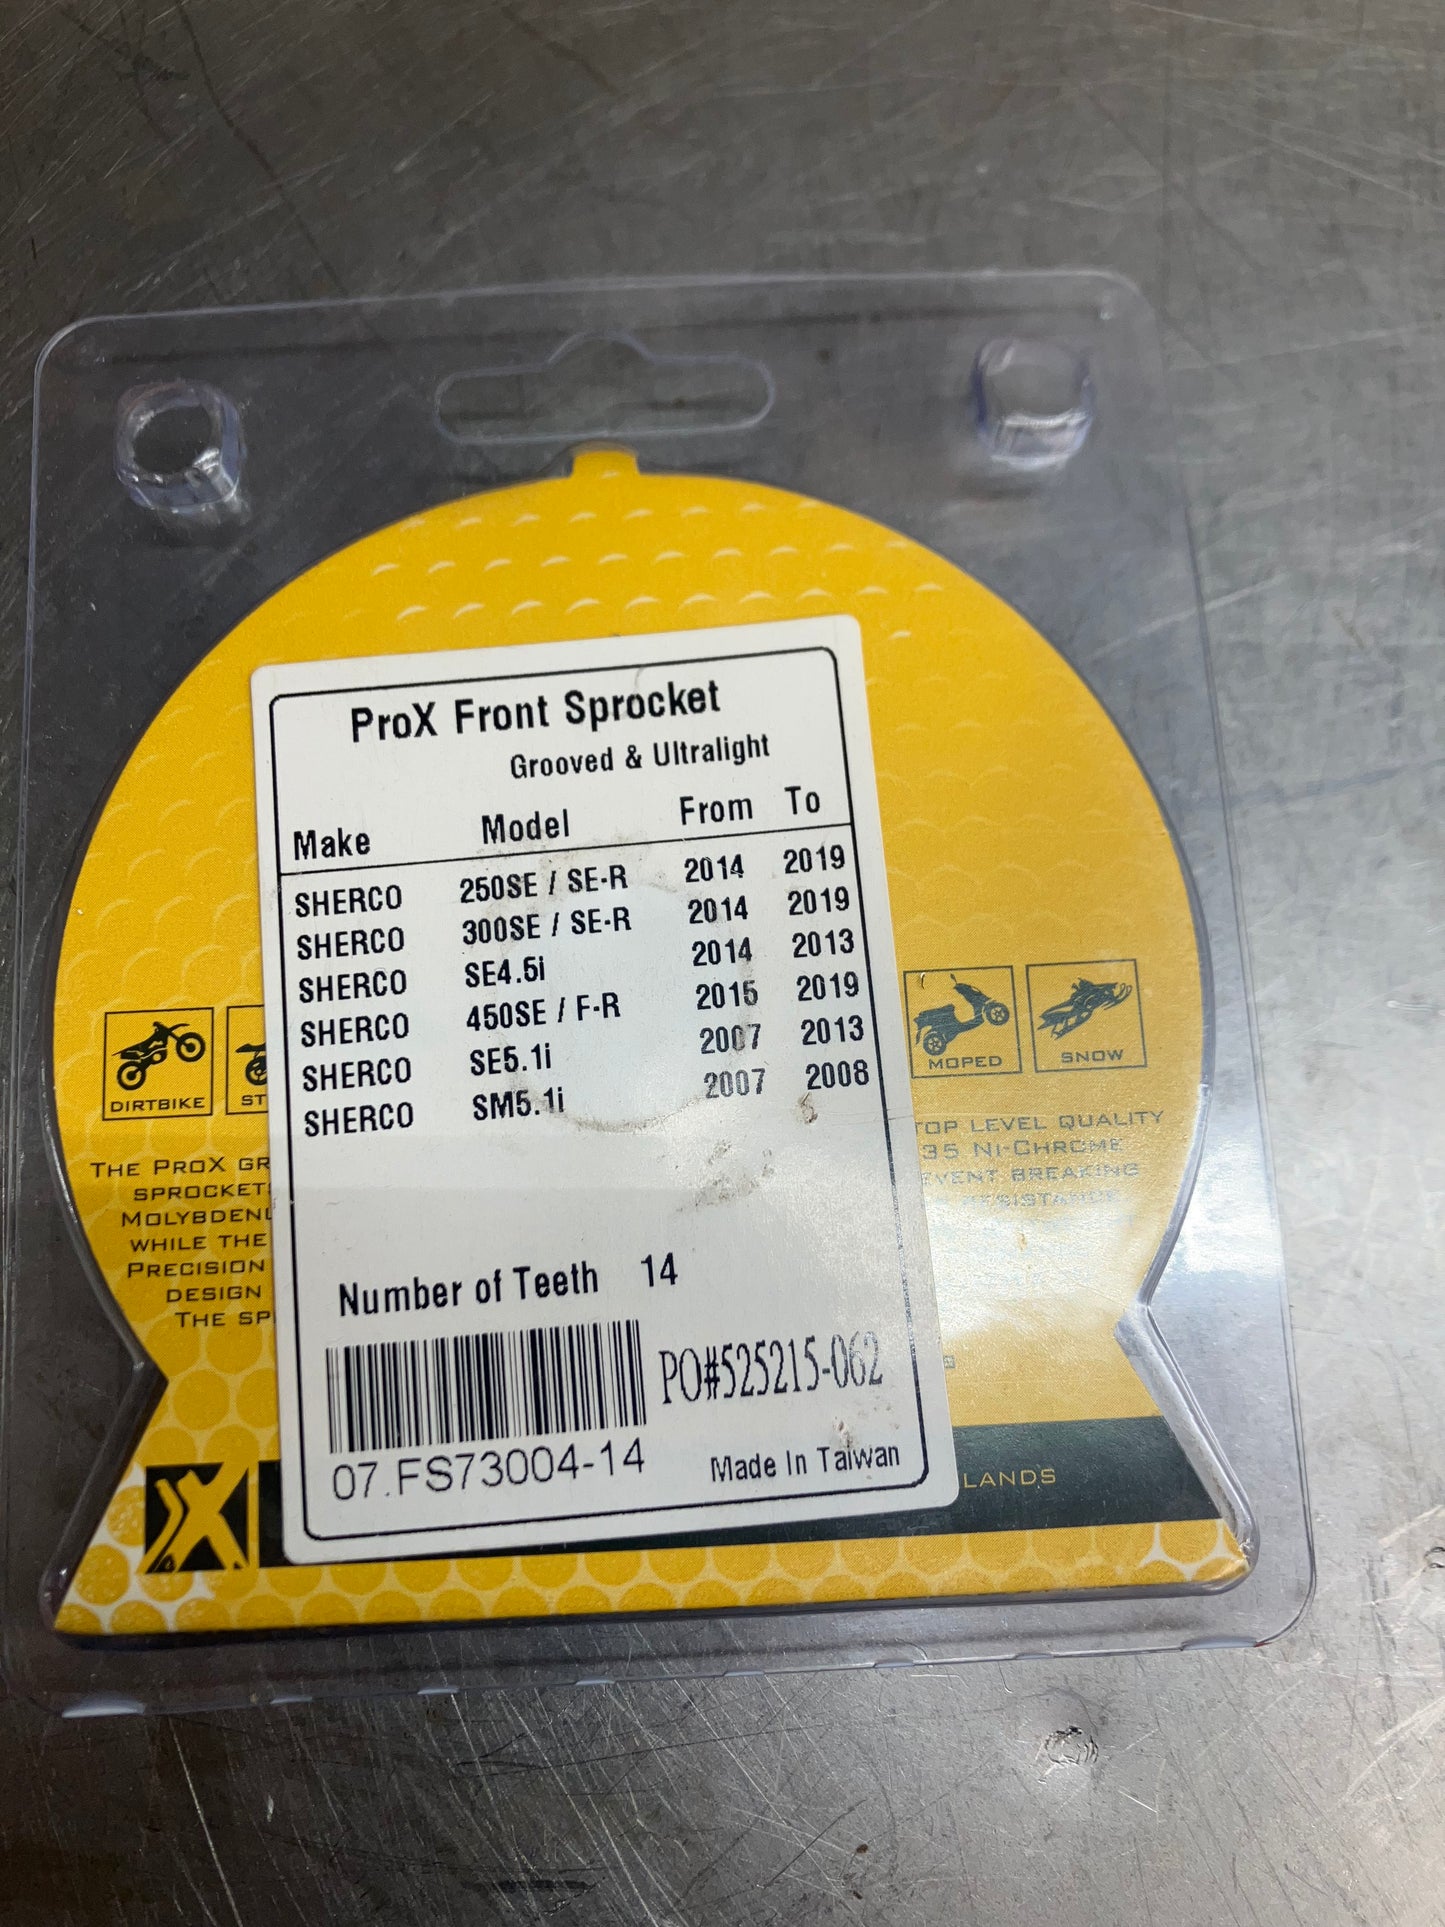 ProX Front Sprocket
Grooved & Ultralight
Make Model From To
SHERCO 250SE / SE-R 2014 2019
SHERCO 300SE / SE-R 2014 2019
SHERCO SE4.5i 2014 2013
SHERCO 450SE / F-R 2015 2019
SHERCO SE5.1i 2007 2013
SHERCO SM5.1i 2007 2008
Number of Teeth 14
PO#525215-062
07.FS73004-14
Made In Taiwan
DIRTBIKE
ST
MOPED
SNOW
THE PROX GR
SPROCKET
MOLYBDENU
WHILE THE
PRECISION
DESIGN
THE SP
TOP LEVEL QUALITY
35 NI-CHROME
EVENT BREAKING
RESISTANCE
LANDS
X